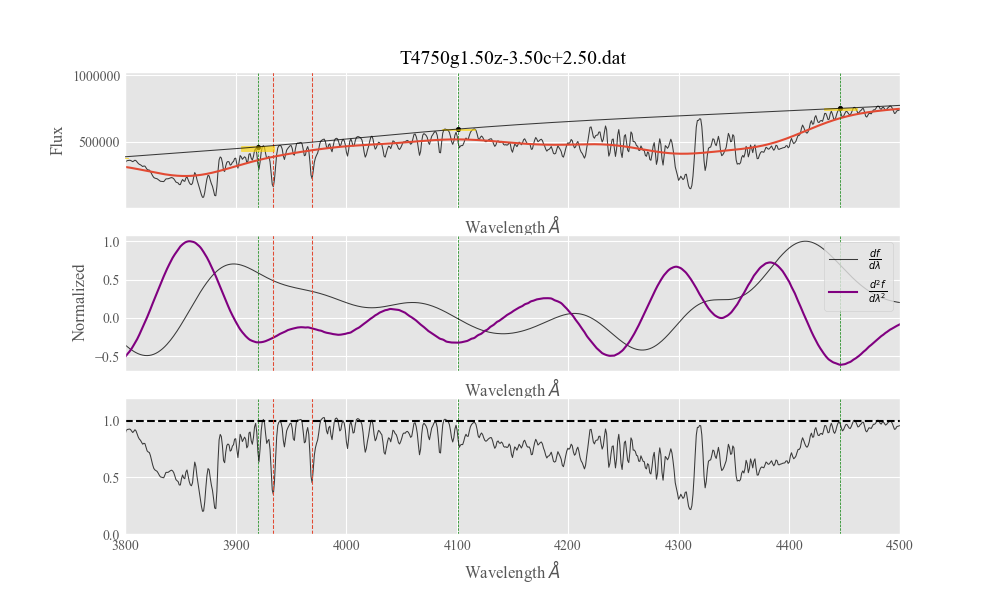 T4750g1.50z-3.50c+2.50.dat
1000000
500000
Flux
Wavelength Å
1.0
0.5
0.0
−0.5
Normalized
df/dλ
d²f/dλ²
Wavelength Å
1.0
0.5
0.0
3800 3900 4000 4100 4200 4300 4400 4500
Wavelength Å